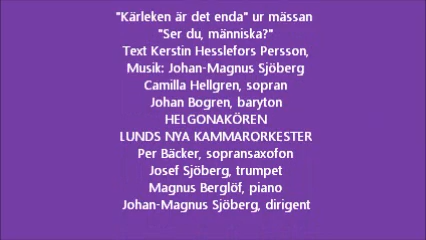 "Kärleken är det enda" ur mässan
"Ser du, människa?"
Text Kerstin Hesslefors Persson,
Musik: Johan-Magnus Sjöberg
Camilla Hellgren, sopran
Johan Bogren, baryton
HELGONAKÖREN
LUNDS NYA KAMMARORKESTER
Per Bäcker, sopransaxofon
Josef Sjöberg, trumpet
Magnus Berglöf, piano
Johan-Magnus Sjöberg, dirigent